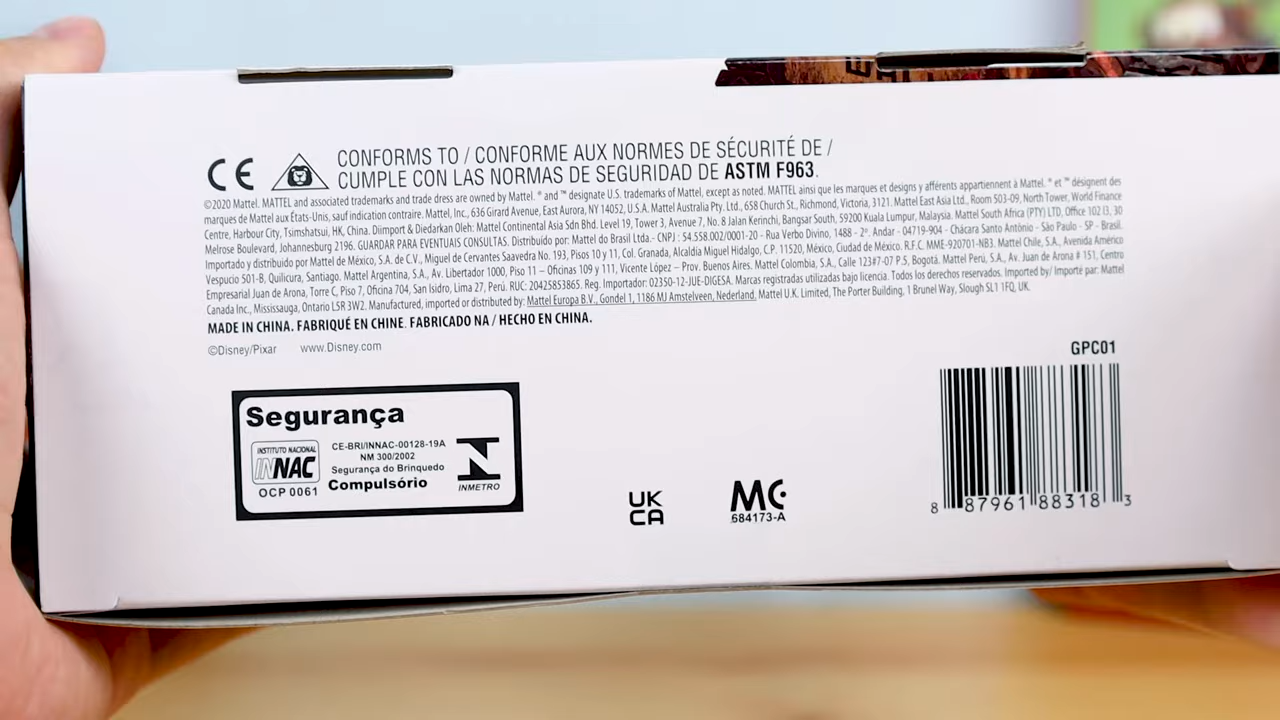 CE
CONFORMS TO / CONFORME AUX NORMES DE SÉCURITÉ DE /
CUMPLE CON LAS NORMAS DE SEGURIDAD DE ASTM F963.
©2020 Mattel. MATTEL and associated trademarks and trade dress are owned by Mattel. ® and ™ designate U.S. trademarks of Mattel, except as noted. MATTEL ainsi que les marques et designs y afférents appartiennent à Mattel. ® et ™ désignent des
marques de Mattel aux États-Unis, sauf indication contraire. Mattel, Inc., 636 Girard Avenue, East Aurora, NY 14052, U.S.A. Mattel Australia Pty. Ltd., 658 Church St., Richmond, Victoria, 3121. Mattel East Asia Ltd., Room 503-09, North Tower, World Finance
Centre, Harbour City, Tsimshatsui, HK, China. Diimport & Diedarkan Oleh: Mattel Continental Asia Sdn Bhd. Level 19, Tower 3, Avenue 7, No. 8 Jalan Kerinchi, Bangsar South, 59200 Kuala Lumpur, Malaysia. Mattel South Africa (PTY) LTD, Office 102 I3, 30
Melrose Boulevard, Johannesburg 2196. GUARDAR PARA EVENTUAIS CONSULTAS. Distribuido por: Mattel do Brasil Ltda.- CNPJ : 54.558.002/0001-20 - Rua Verbo Divino, 1488 - 2º. Andar - 04719-904 - Chácara Santo Antônio - São Paulo - SP - Brasil.
Importado y distribuido por Mattel de México, S.A. de C.V., Miguel de Cervantes Saavedra No. 193, Pisos 10 y 11, Col. Granada, Alcaldía Miguel Hidalgo, C.P. 11520, México, Ciudad de México. R.F.C. MME-920701-NB3. Mattel Chile, S.A., Avenida Américo
Vespucio 501-B, Quilicura, Santiago. Mattel Argentina, S.A., Av. Libertador 1000, Piso 11 – Oficinas 109 y 111, Vicente López – Prov. Buenos Aires. Mattel Colombia, S.A., Calle 123#7-07 P.5, Bogotá. Mattel Perú, S.A., Av. Juan de Arona # 151, Centro
Empresarial Juan de Arona, Torre C, Piso 7, Oficina 704, San Isidro, Lima 27, Perú. RUC: 20425853865. Reg. Importador: 02350-12-JUE-DIGESA. Marcas registradas utilizadas bajo licencia. Todos los derechos reservados. Imported by/ Importé par: Mattel
Canada Inc., Mississauga, Ontario L5R 3W2. Manufactured, imported or distributed by: Mattel Europa B.V., Gondel 1, 1186 MJ Amstelveen, Nederland, Mattel U.K. Limited, The Porter Building, 1 Brunel Way, Slough SL1 1FQ, UK.
MADE IN CHINA. FABRIQUÉ EN CHINE. FABRICADO NA / HECHO EN CHINA.
©Disney/Pixar www.Disney.com
GPC01
Segurança
INSTITUTO NACIONAL
INNAC
OCP 0061
CE-BRI/INNAC-00128-19A
NM 300/2002
Segurança do Brinquedo
Compulsório
INMETRO
UK
CA
MC
684173-A
8 87961 88318 3